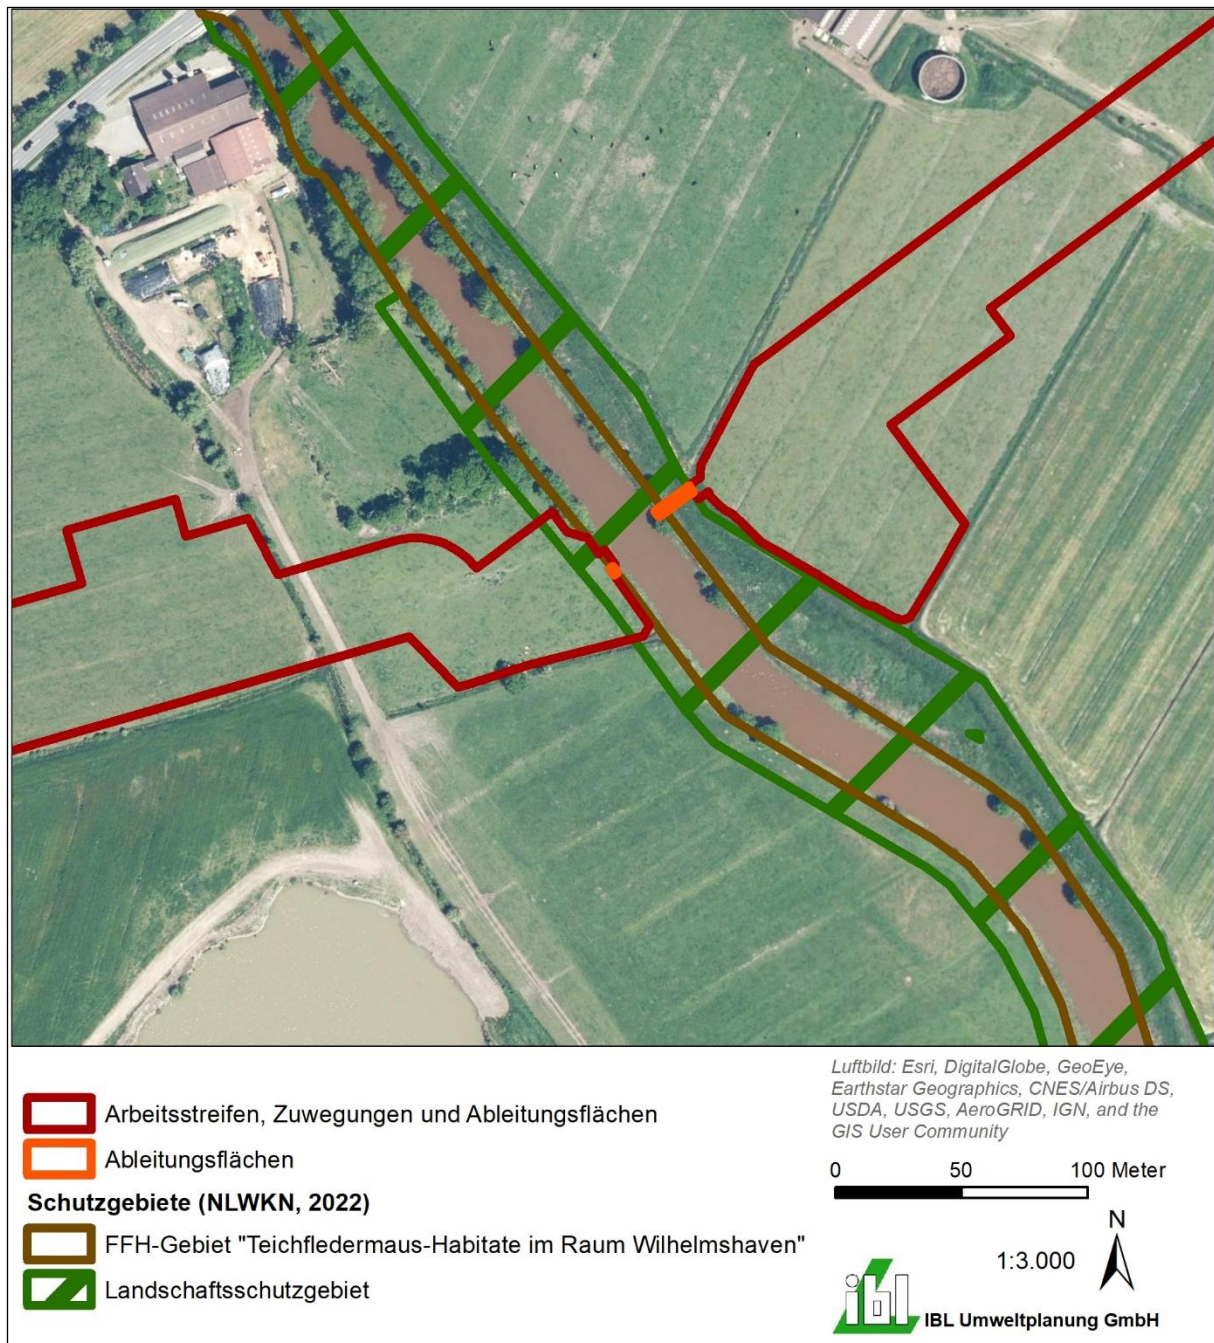 Arbeitsstreifen, Zuwegungen und Ableitungsflächen
Ableitungsflächen
Schutzgebiete (NLWKN, 2022)
FFH-Gebiet "Teichfledermaus-Habitate im Raum Wilhelmshaven"
Landschaftsschutzgebiet
Luftbild: Esri, DigitalGlobe, GeoEye,
Earthstar Geographics, CNES/Airbus DS,
USDA, USGS, AeroGRID, IGN, and the
GIS User Community
0 50 100 Meter
N
1:3.000
ibl IBL Umweltplanung GmbH